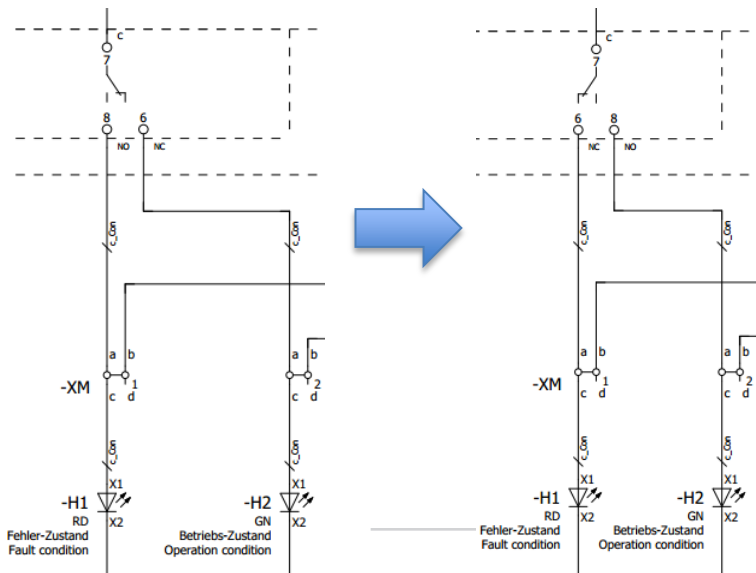 c
7
8
6
NO
NC
a
b
a
b
-XM
1
2
c
d
c
d
X1
X1
-H1
-H2
RD
X2
GN
X2
Fehler-Zustand
Betriebs-Zustand
Fault condition
Operation condition
c
7
6
8
NC
NO
a
b
a
b
-XM
1
2
c
d
c
d
X1
X1
-H1
-H2
RD
X2
GN
X2
Fehler-Zustand
Betriebs-Zustand
Fault condition
Operation condition